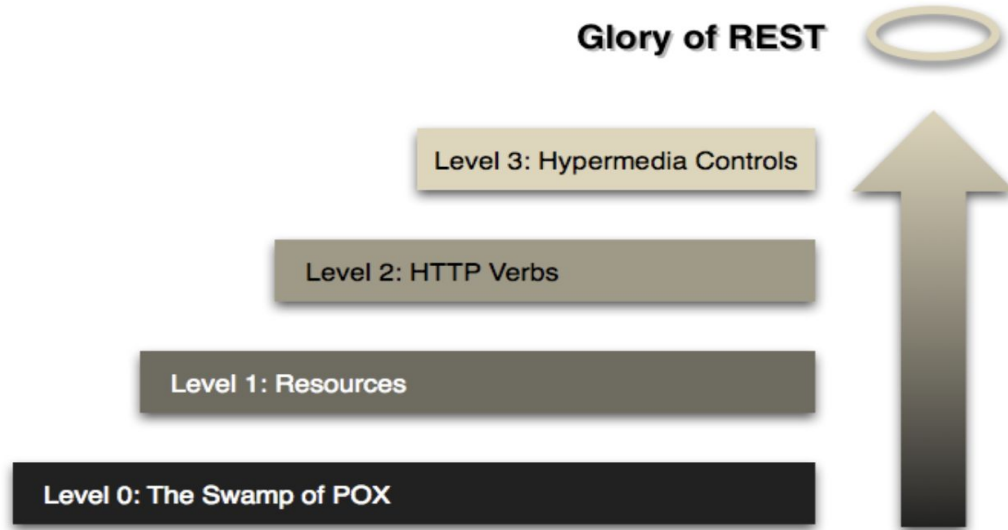 Glory of REST
Level 3: Hypermedia Controls
Level 2: HTTP Verbs
Level 1: Resources
Level 0: The Swamp of POX